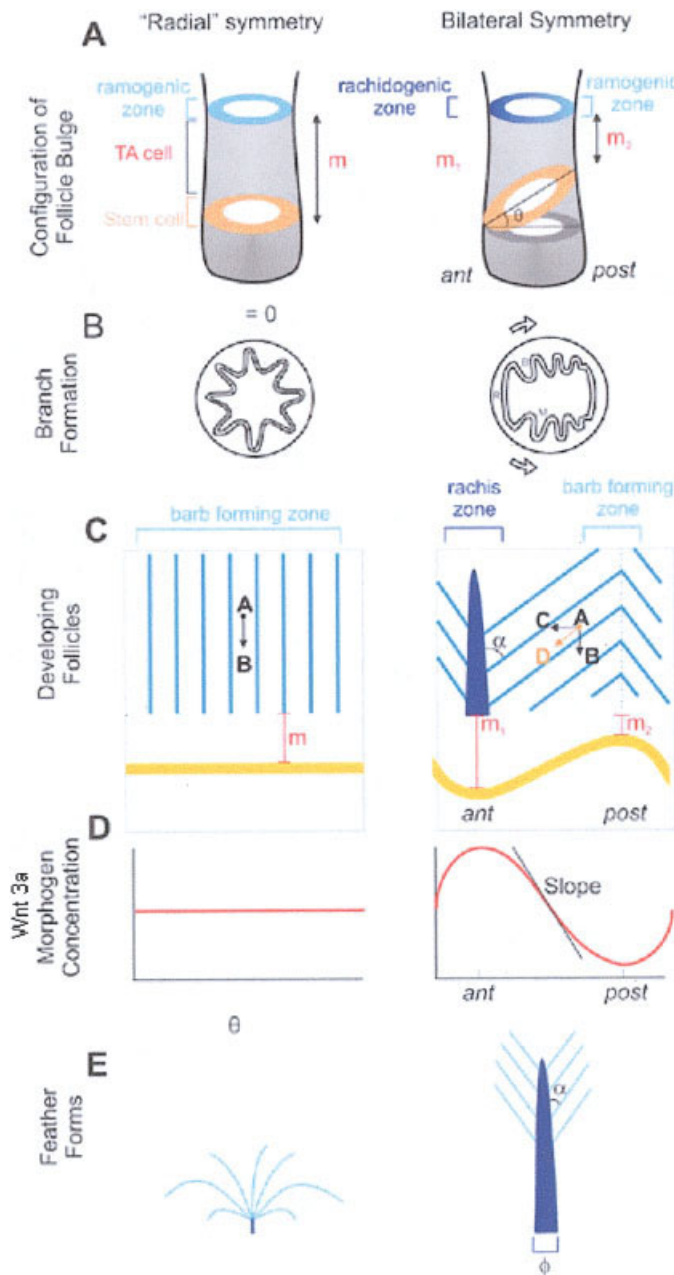 "Radial" symmetry
Bilateral Symmetry
A
Configuration of
Follicle Bulge
ramogenic
zone
TA cell
Stem cell
m
rachidogenic
zone
ramogenic
zone
m₁
m₂
θ
ant
post
= 0
B
Branch
Formation
B
R
M
C
Developing
Follicles
barb forming zone
rachis
zone
barb forming
zone
A
B
m
α
C
A
D
B
m₁
m₂
ant
post
D
Wnt 3a
Morphogen
Concentration
Slope
ant
post
θ
E
Feather
Forms
α
ϕ